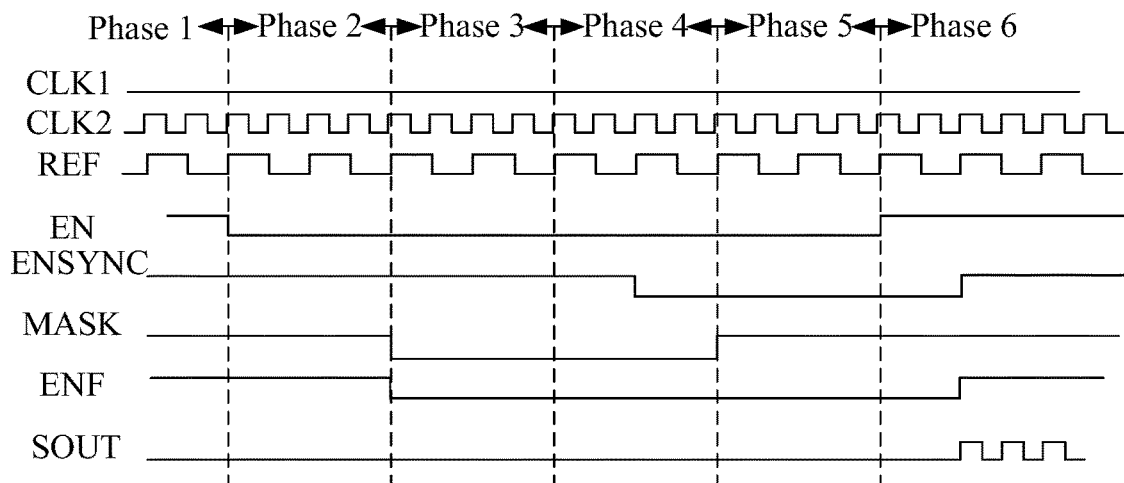 Phase 1 Phase 2 Phase 3 Phase 4 Phase 5 Phase 6
CLK1
CLK2
REF
EN
ENSYNC
MASK
ENF
SOUT